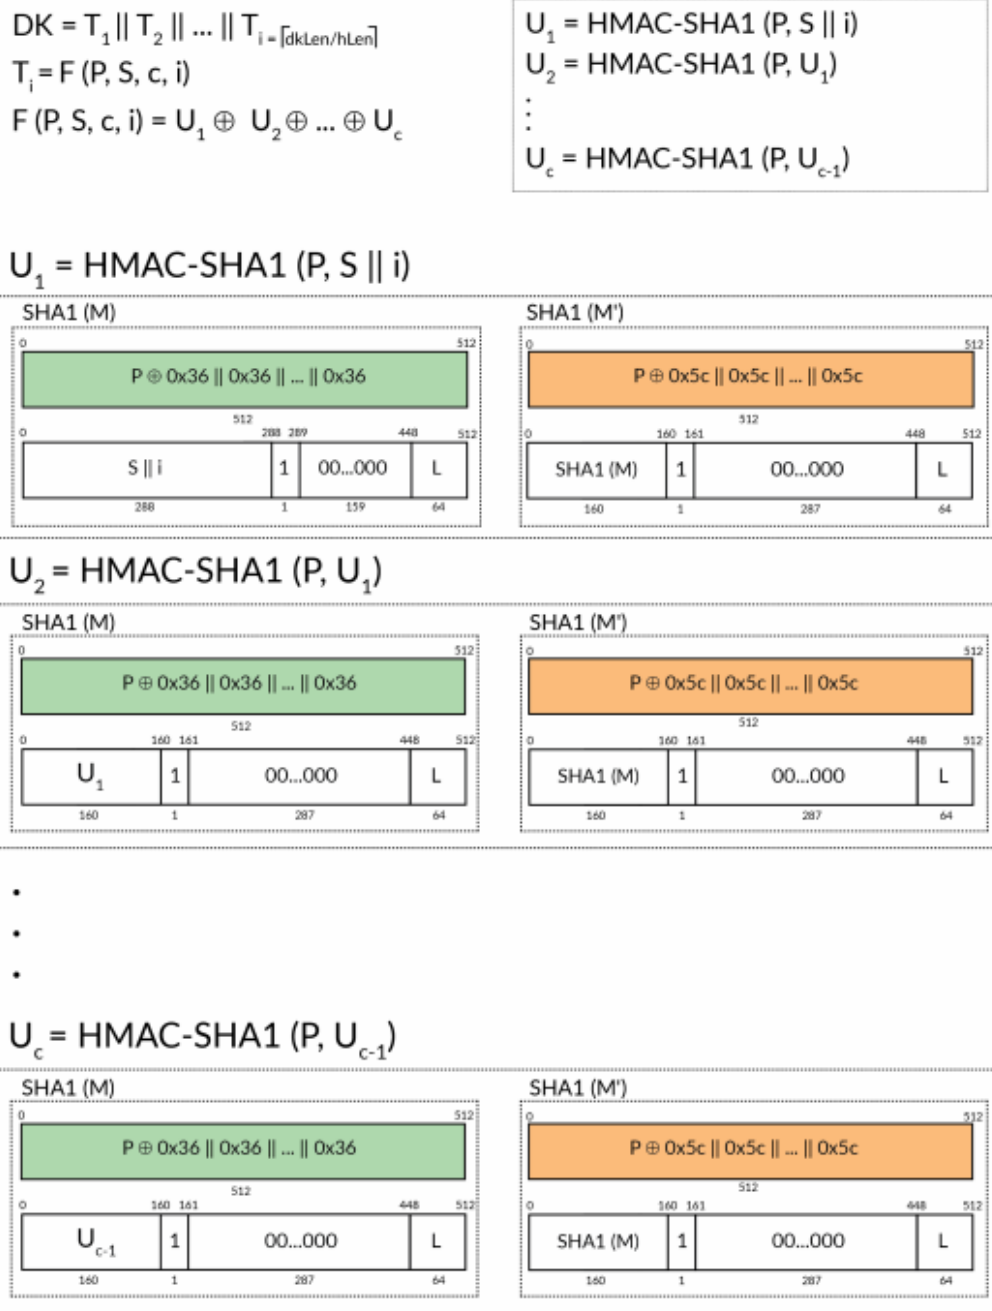 DK = T1 || T2 || ... || Ti = ⌈dkLen/hLen⌉
Ti = F (P, S, c, i)
F (P, S, c, i) = U1 ⊕ U2 ⊕ ... ⊕ Uc
U1 = HMAC-SHA1 (P, S || i)
U2 = HMAC-SHA1 (P, U1)
.
.
.
Uc = HMAC-SHA1 (P, Uc-1)
U1 = HMAC-SHA1 (P, S || i)
SHA1 (M)
0 512
P ⊕ 0x36 || 0x36 || ... || 0x36
512
0 288 289 448 512
S || i 1 00...000 L
288 1 159 64
SHA1 (M')
0 512
P ⊕ 0x5c || 0x5c || ... || 0x5c
512
0 160 161 448 512
SHA1 (M) 1 00...000 L
160 1 287 64
U2 = HMAC-SHA1 (P, U1)
SHA1 (M)
0 512
P ⊕ 0x36 || 0x36 || ... || 0x36
512
0 160 161 448 512
U1 1 00...000 L
160 1 287 64
SHA1 (M')
0 512
P ⊕ 0x5c || 0x5c || ... || 0x5c
512
0 160 161 448 512
SHA1 (M) 1 00...000 L
160 1 287 64
.
.
.
Uc = HMAC-SHA1 (P, Uc-1)
SHA1 (M)
0 512
P ⊕ 0x36 || 0x36 || ... || 0x36
512
0 160 161 448 512
Uc-1 1 00...000 L
160 1 287 64
SHA1 (M')
0 512
P ⊕ 0x5c || 0x5c || ... || 0x5c
512
0 160 161 448 512
SHA1 (M) 1 00...000 L
160 1 287 64